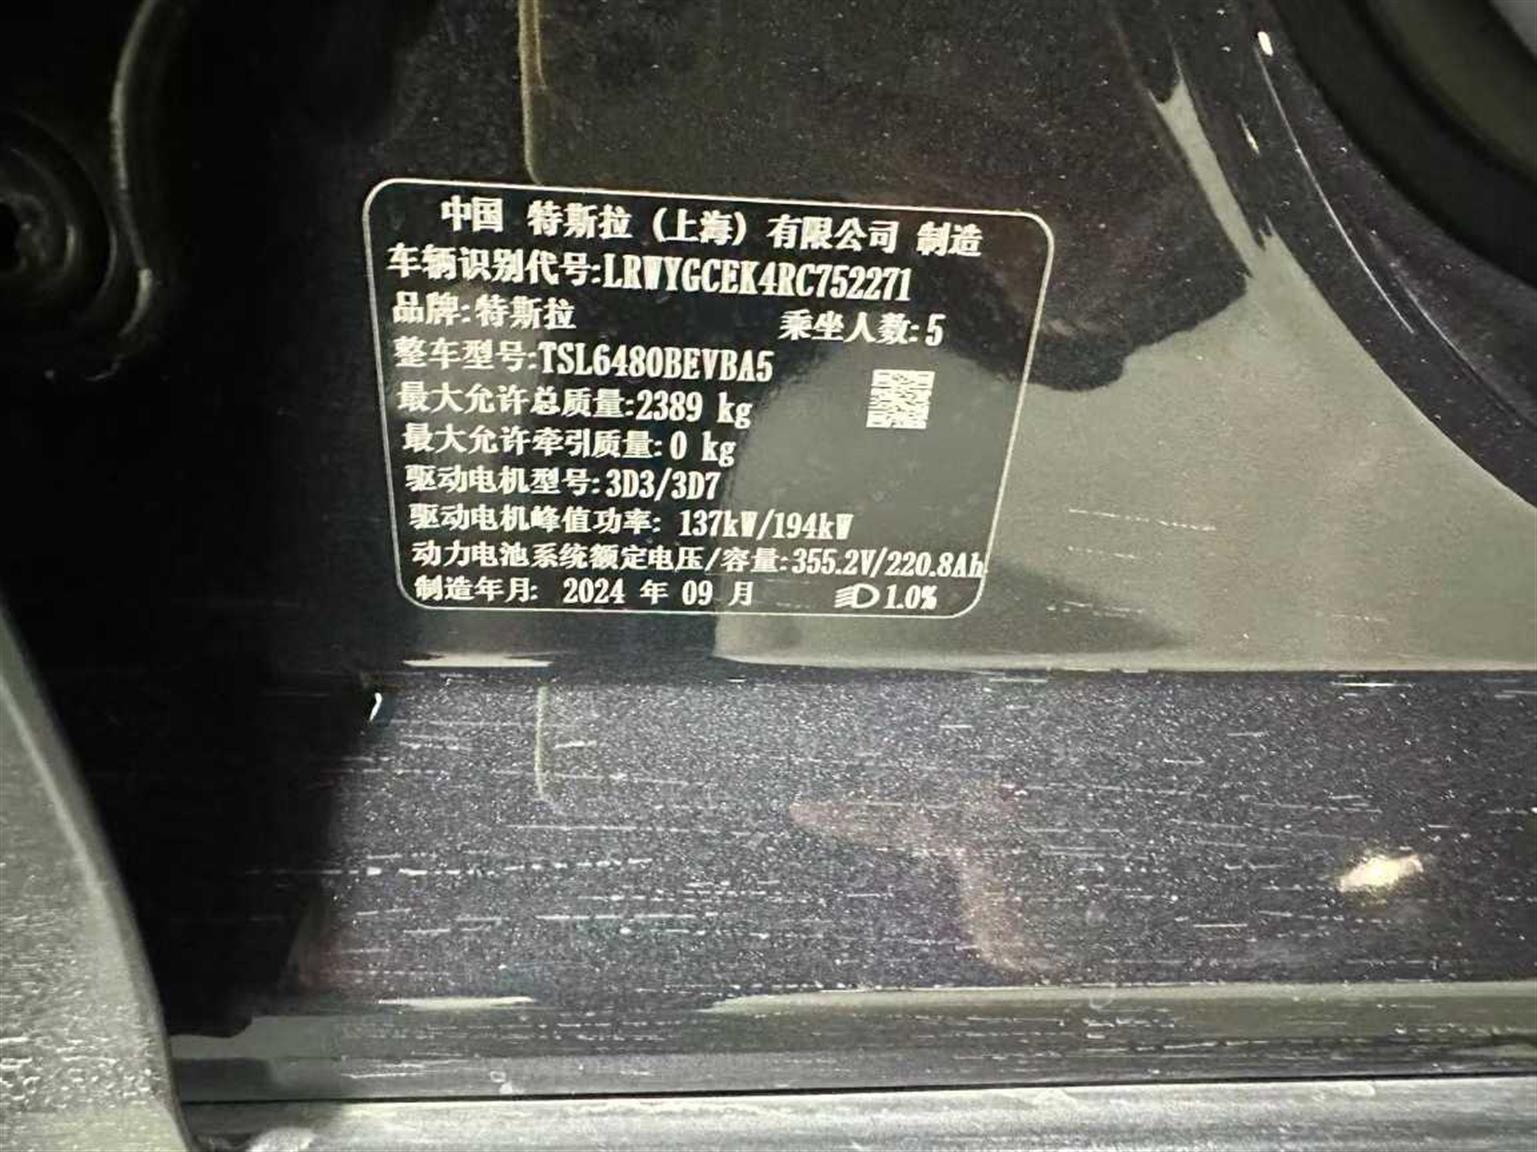 中国 特斯拉（上海）有限公司 制造
车辆识别代号:LRWYGCEK4RC752271
品牌:特斯拉 乘坐人数:5
整车型号:TSL6480BEVBA5
最大允许总质量:2389 kg
最大允许牵引质量:0 kg
驱动电机型号:3D3/3D7
驱动电机峰值功率: 137kW/194kW
动力电池系统额定电压/容量:355.2V/220.8Ah
制造年月: 2024 年 09 月 1.0%